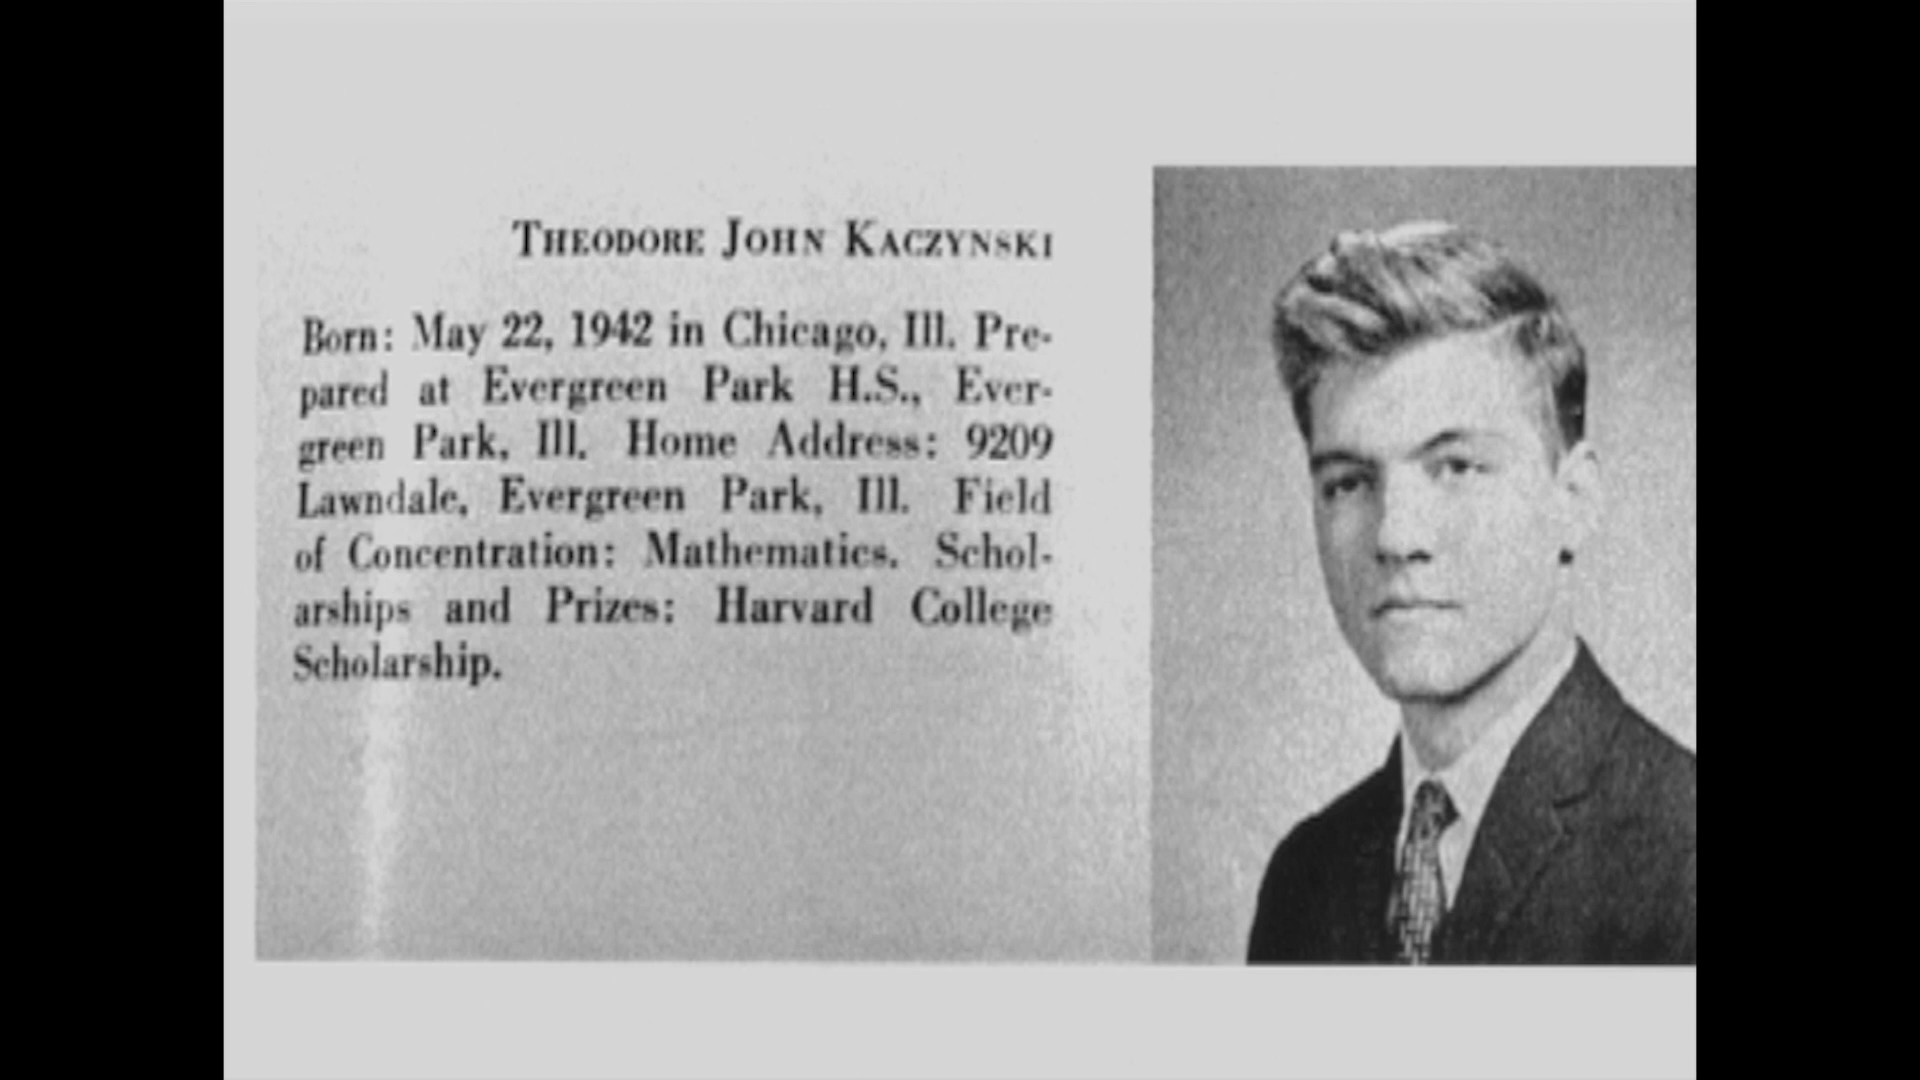 THEODORE JOHN KACZYNSKI
Born: May 22, 1942 in Chicago, Ill. Pre-
pared at Evergreen Park H.S., Ever-
green Park, Ill. Home Address: 9209
Lawndale, Evergreen Park, Ill. Field
of Concentration: Mathematics. Schol-
arships and Prizes: Harvard College
Scholarship.